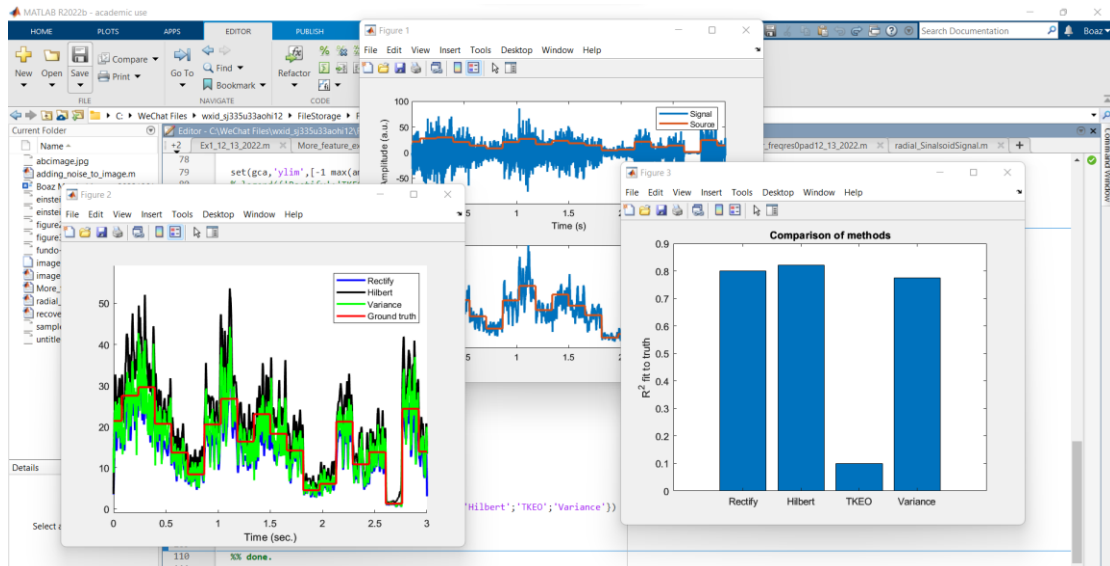 MATLAB R2022b - academic use
HOME PLOTS APPS EDITOR PUBLISH
Search Documentation
Boaz
New Open Save
Compare
Print
Go To
Find
Bookmark
Refactor
FILE NAVIGATE CODE
C: WeChat Files wxid_sj335u33aohi12 FileStorage
Current Folder
Name
abcimage.jpg
adding_noise_to_image.m
Details
Editor - C:\WeChat Files\wxid_sj335u33aohi12\
+2 Ex1_12_13_2022.m
_freqres0pad12_13_2022.m radial_SinalsoidSignal.m
Command Window
78
79 set(gca,'ylim',[-1 max(
'Hilbert';'TKEO';'Variance'})
110 %% done.
Figure 1
File Edit View Insert Tools Desktop Window Help
100
50
0
-50
Amplitude (a.u.)
Signal
Source
Time (s)
1 1.5
Figure 2
File Edit View Insert Tools Desktop Window Help
Rectify
Hilbert
Variance
Ground truth
50
40
30
20
10
0
0 0.5 1 1.5 2 2.5 3
Time (sec.)
Figure 3
File Edit View Insert Tools Desktop Window Help
Comparison of methods
0.9
0.8
0.7
0.6
0.5
0.4
0.3
0.2
0.1
0
R² fit to truth
Rectify Hilbert TKEO Variance